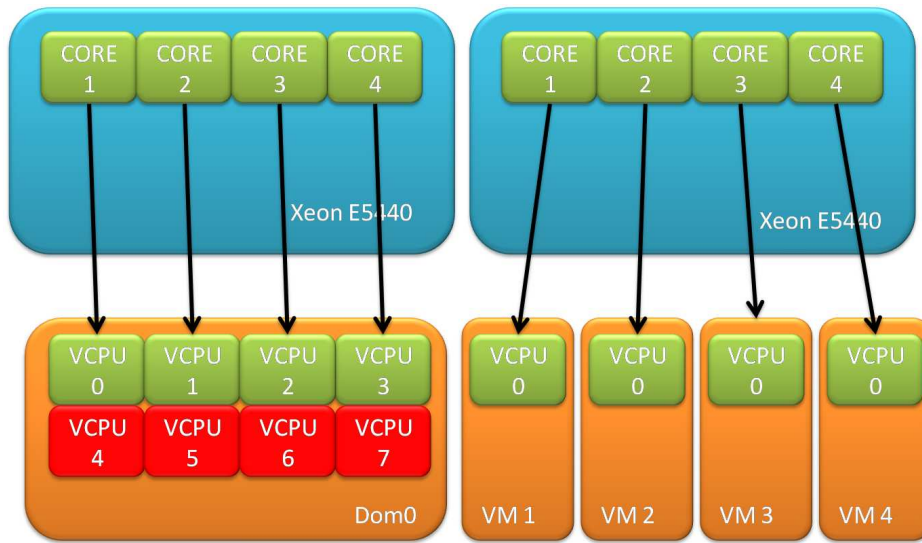 CORE
1
CORE
2
CORE
3
CORE
4
Xeon E5440
CORE
1
CORE
2
CORE
3
CORE
4
Xeon E5440
VCPU
0
VCPU
1
VCPU
2
VCPU
3
VCPU
4
VCPU
5
VCPU
6
VCPU
7
Dom0
VCPU
0
VM 1
VCPU
0
VM 2
VCPU
0
VM 3
VCPU
0
VM 4